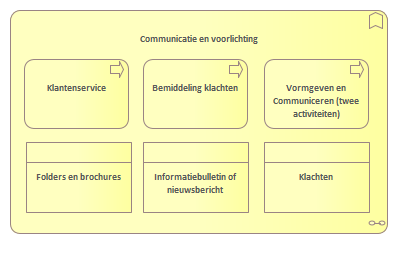 Communicatie en voorlichting
Klantenservice
Bemiddeling klachten
Vormgeven en
Communiceren (twee
activiteiten)
Folders en brochures
Informatiebulletin of
nieuwsbericht
Klachten